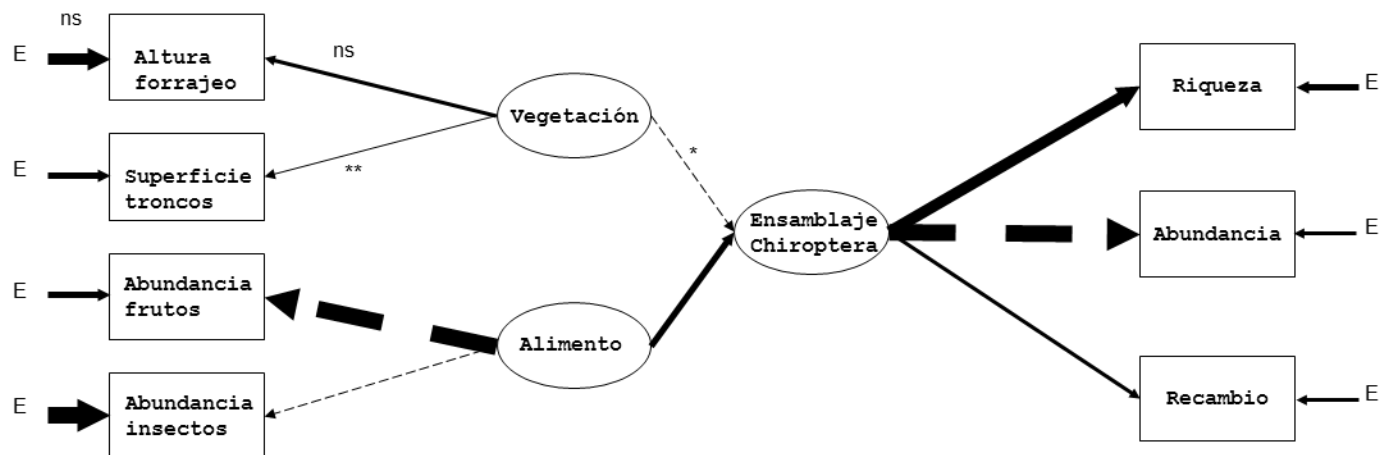 ns
E
Altura
forrajeo
ns
Vegetación
E
Superficie
troncos
**
*
E
Abundancia
frutos
Alimento
E
Abundancia
insectos
Ensamblaje
Chiroptera
Riqueza
E
Abundancia
E
Recambio
E